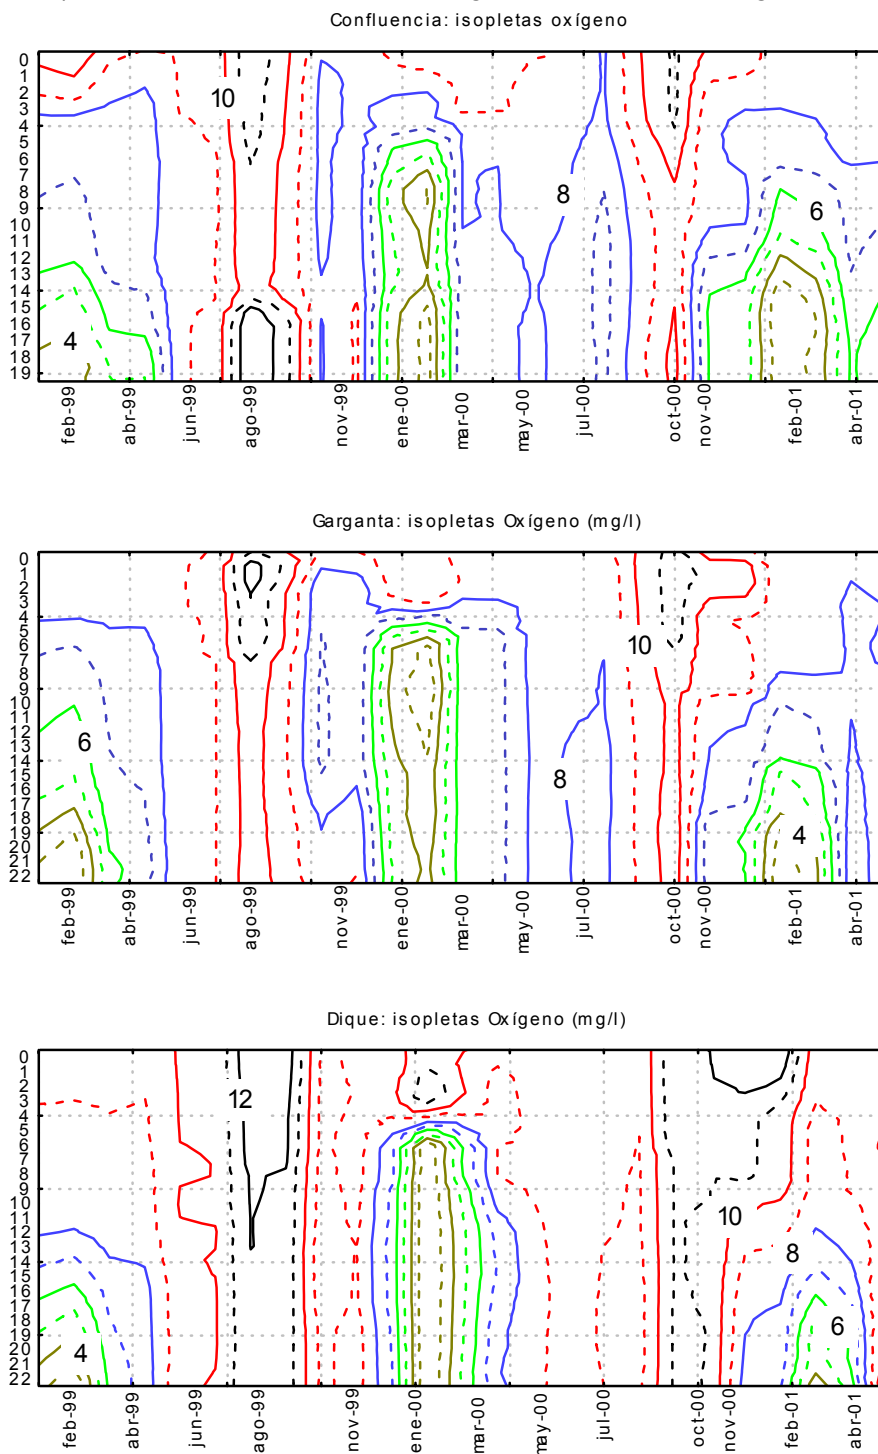 Confluencia: isopletas oxígeno
0
1
2
3
4
5
6
7
8
9
10
11
12
13
14
15
16
17
18
19
10
8
6
4
feb-99
abr-99
jun-99
ago-99
nov-99
ene-00
mar-00
may-00
jul-00
oct-00
nov-00
feb-01
abr-01
Garganta: isopletas Oxígeno (mg/l)
0
1
2
3
4
5
6
7
8
9
10
11
12
13
14
15
16
17
18
19
20
21
22
10
6
8
4
feb-99
abr-99
jun-99
ago-99
nov-99
ene-00
mar-00
may-00
jul-00
oct-00
nov-00
feb-01
abr-01
Dique: isopletas Oxígeno (mg/l)
0
1
2
3
4
5
6
7
8
9
10
11
12
13
14
15
16
17
18
19
20
21
22
12
10
8
6
4
feb-99
abr-99
jun-99
ago-99
nov-99
ene-00
mar-00
may-00
jul-00
oct-00
nov-00
feb-01
abr-01